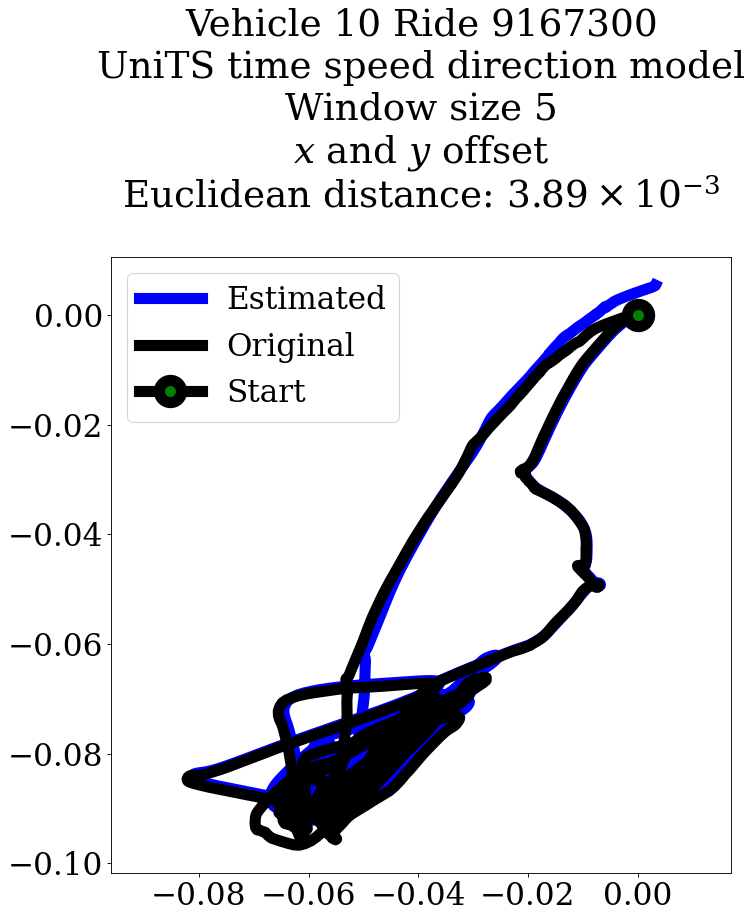 Vehicle 10 Ride 9167300
UniTS time speed direction model
Window size 5
x and y offset
Euclidean distance: 3.89 × 10⁻³
Estimated
Original
Start
0.00
−0.02
−0.04
−0.06
−0.08
−0.10
−0.08 −0.06 −0.04 −0.02 0.00